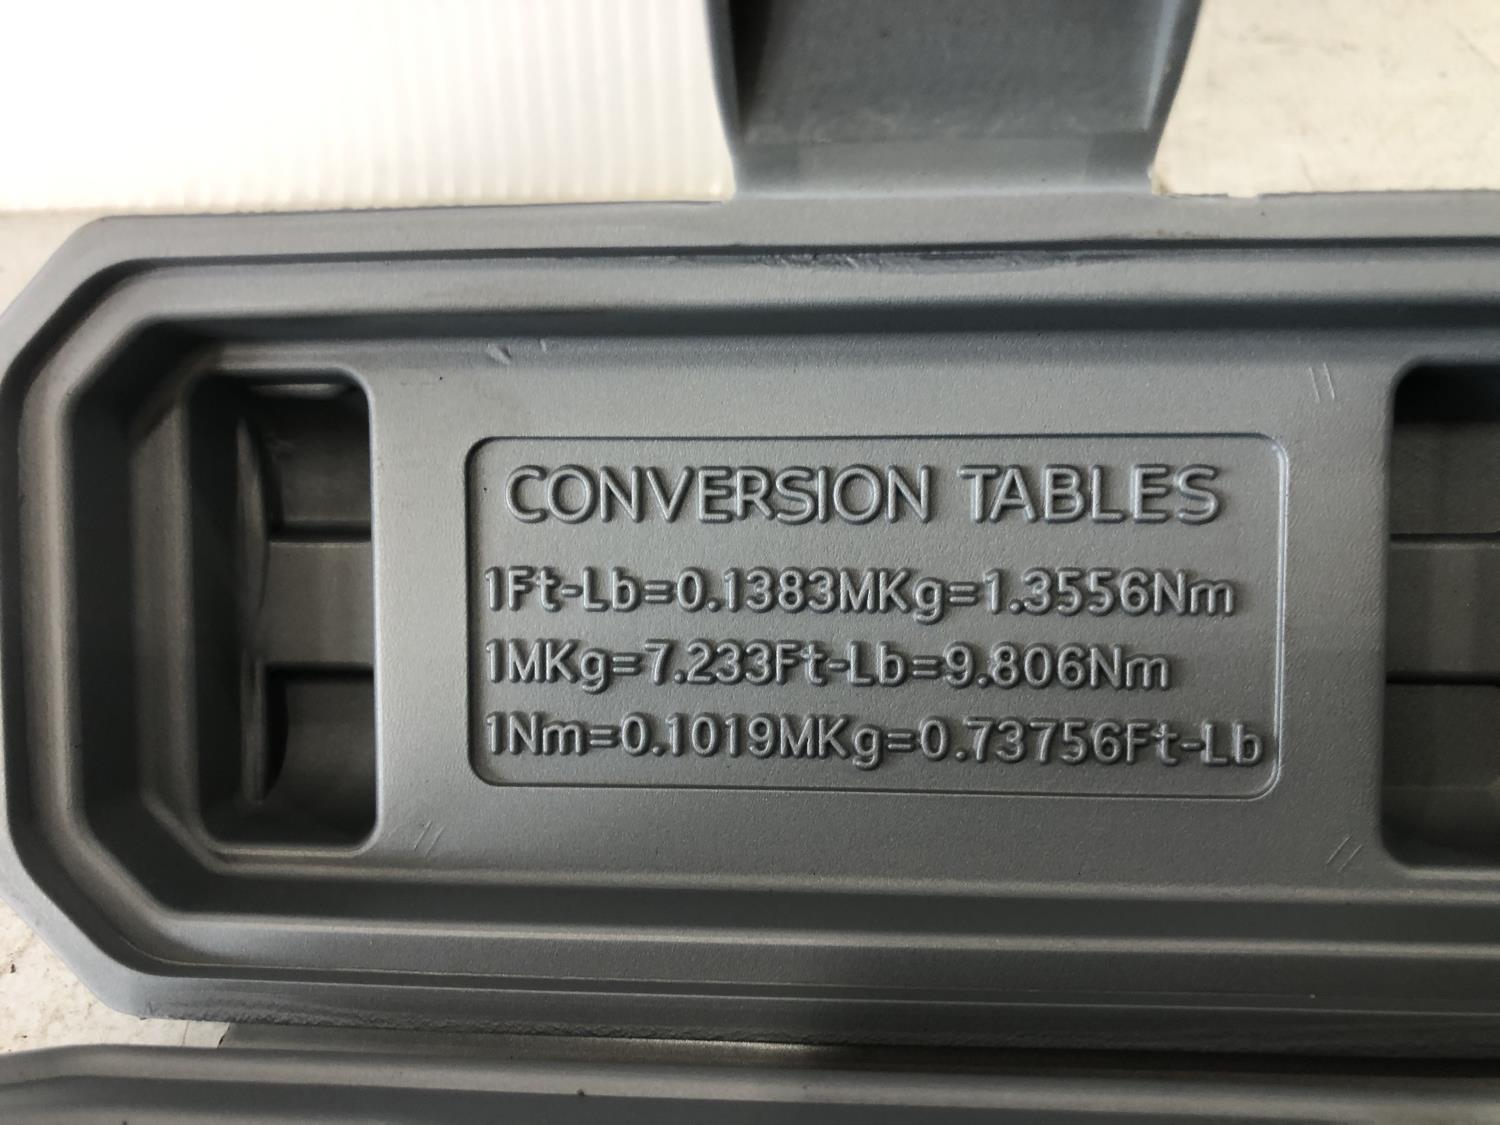 CONVERSION TABLES
1Ft-Lb=0.1383MKg=1.3556Nm
1MKg=7.233Ft-Lb=9.806Nm
1Nm=0.1019MKg=0.73756Ft-Lb